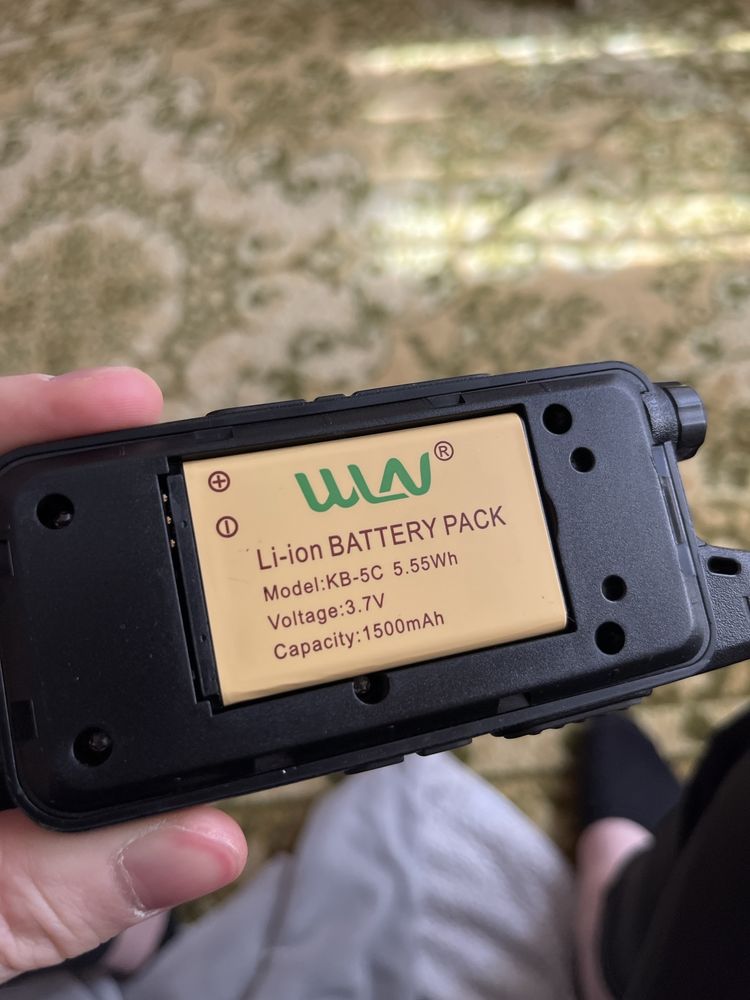 WLN®
Li-ion BATTERY PACK
Model:KB-5C 5.55Wh
Voltage:3.7V
Capacity:1500mAh